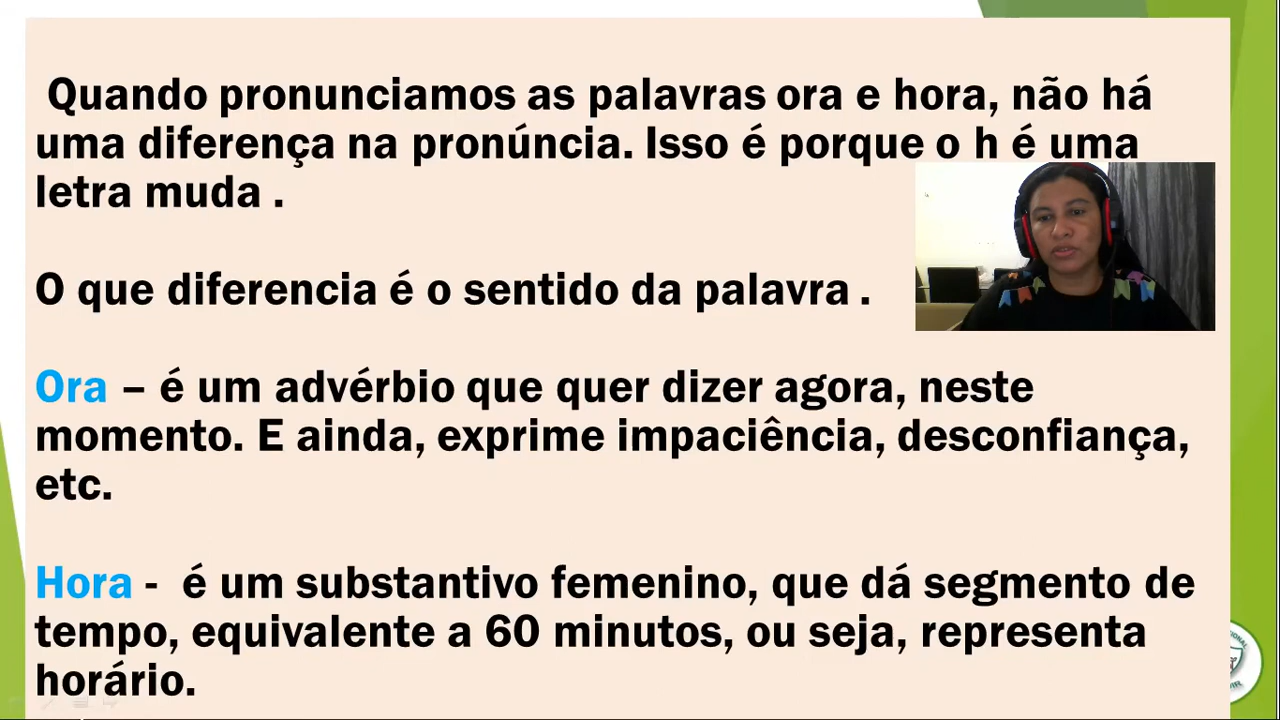 Quando pronunciamos as palavras ora e hora, não há
uma diferença na pronúncia. Isso é porque o h é uma
letra muda .
O que diferencia é o sentido da palavra .
Ora – é um advérbio que quer dizer agora, neste
momento. E ainda, exprime impaciência, desconfiança,
etc.
Hora - é um substantivo femenino, que dá segmento de
tempo, equivalente a 60 minutos, ou seja, representa
horário.